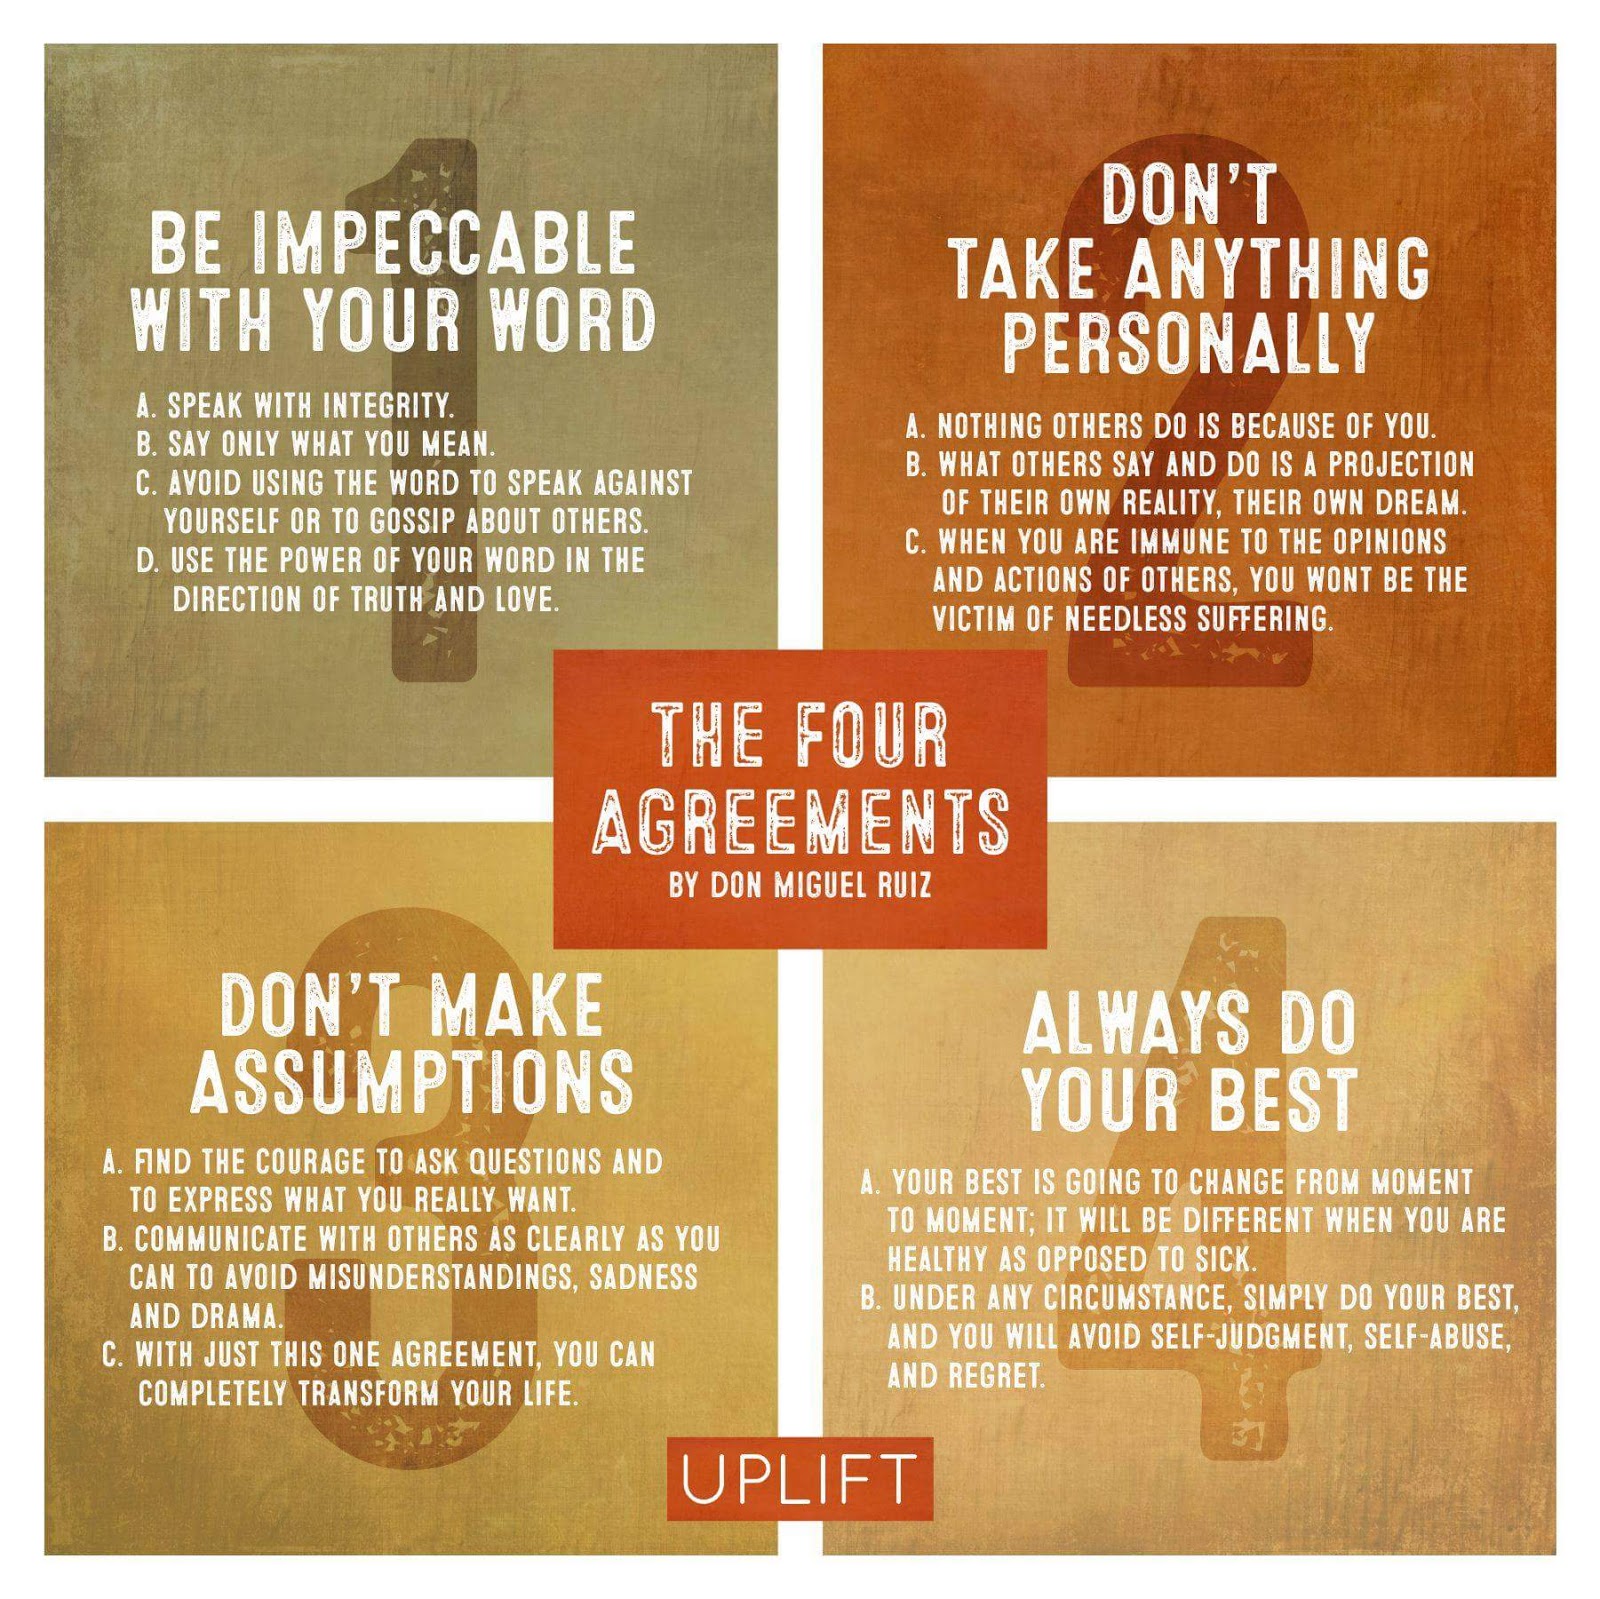 1
BE IMPECCABLE
WITH YOUR WORD
A. SPEAK WITH INTEGRITY.
B. SAY ONLY WHAT YOU MEAN.
C. AVOID USING THE WORD TO SPEAK AGAINST
YOURSELF OR TO GOSSIP ABOUT OTHERS.
D. USE THE POWER OF YOUR WORD IN THE
DIRECTION OF TRUTH AND LOVE.
2
DON'T
TAKE ANYTHING
PERSONALLY
A. NOTHING OTHERS DO IS BECAUSE OF YOU.
B. WHAT OTHERS SAY AND DO IS A PROJECTION
OF THEIR OWN REALITY, THEIR OWN DREAM.
C. WHEN YOU ARE IMMUNE TO THE OPINIONS
AND ACTIONS OF OTHERS, YOU WONT BE THE
VICTIM OF NEEDLESS SUFFERING.
THE FOUR
AGREEMENTS
BY DON MIGUEL RUIZ
3
DON'T MAKE
ASSUMPTIONS
A. FIND THE COURAGE TO ASK QUESTIONS AND
TO EXPRESS WHAT YOU REALLY WANT.
B. COMMUNICATE WITH OTHERS AS CLEARLY AS YOU
CAN TO AVOID MISUNDERSTANDINGS, SADNESS
AND DRAMA.
C. WITH JUST THIS ONE AGREEMENT, YOU CAN
COMPLETELY TRANSFORM YOUR LIFE.
4
ALWAYS DO
YOUR BEST
A. YOUR BEST IS GOING TO CHANGE FROM MOMENT
TO MOMENT; IT WILL BE DIFFERENT WHEN YOU ARE
HEALTHY AS OPPOSED TO SICK.
B. UNDER ANY CIRCUMSTANCE, SIMPLY DO YOUR BEST,
AND YOU WILL AVOID SELF-JUDGMENT, SELF-ABUSE,
AND REGRET.
UPLIFT